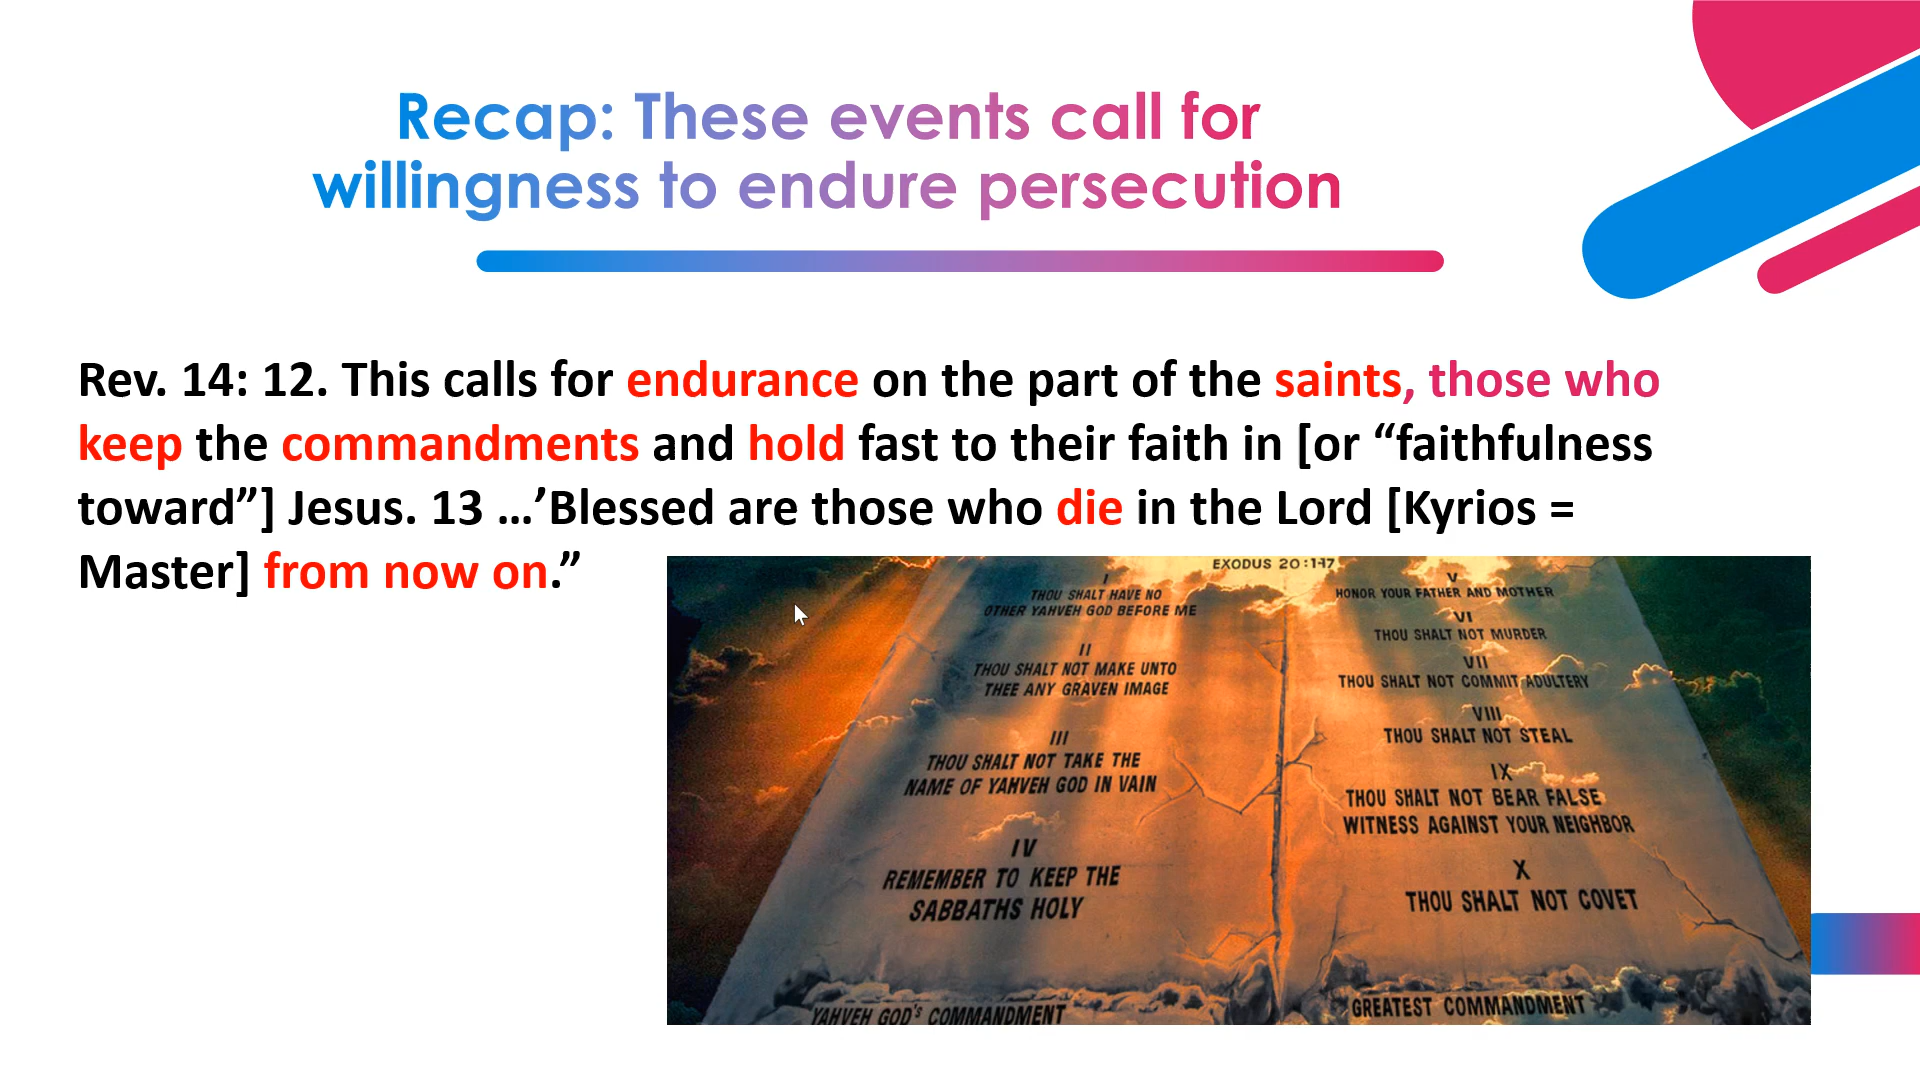 Recap: These events call for
willingness to endure persecution
Rev. 14: 12. This calls for endurance on the part of the saints, those who
keep the commandments and hold fast to their faith in [or “faithfulness
toward”] Jesus. 13 …’Blessed are those who die in the Lord [Kyrios =
Master] from now on.”
EXODUS 20:1-17
I
THOU SHALT HAVE NO
OTHER YAHVEH GOD BEFORE ME
II
THOU SHALT NOT MAKE UNTO
THEE ANY GRAVEN IMAGE
III
THOU SHALT NOT TAKE THE
NAME OF YAHVEH GOD IN VAIN
IV
REMEMBER TO KEEP THE
SABBATHS HOLY
V
HONOR YOUR FATHER AND MOTHER
VI
THOU SHALT NOT MURDER
VII
THOU SHALT NOT COMMIT ADULTERY
VIII
THOU SHALT NOT STEAL
IX
THOU SHALT NOT BEAR FALSE
WITNESS AGAINST YOUR NEIGHBOR
X
THOU SHALT NOT COVET
YAHVEH GOD's COMMANDMENT
GREATEST COMMANDMENT